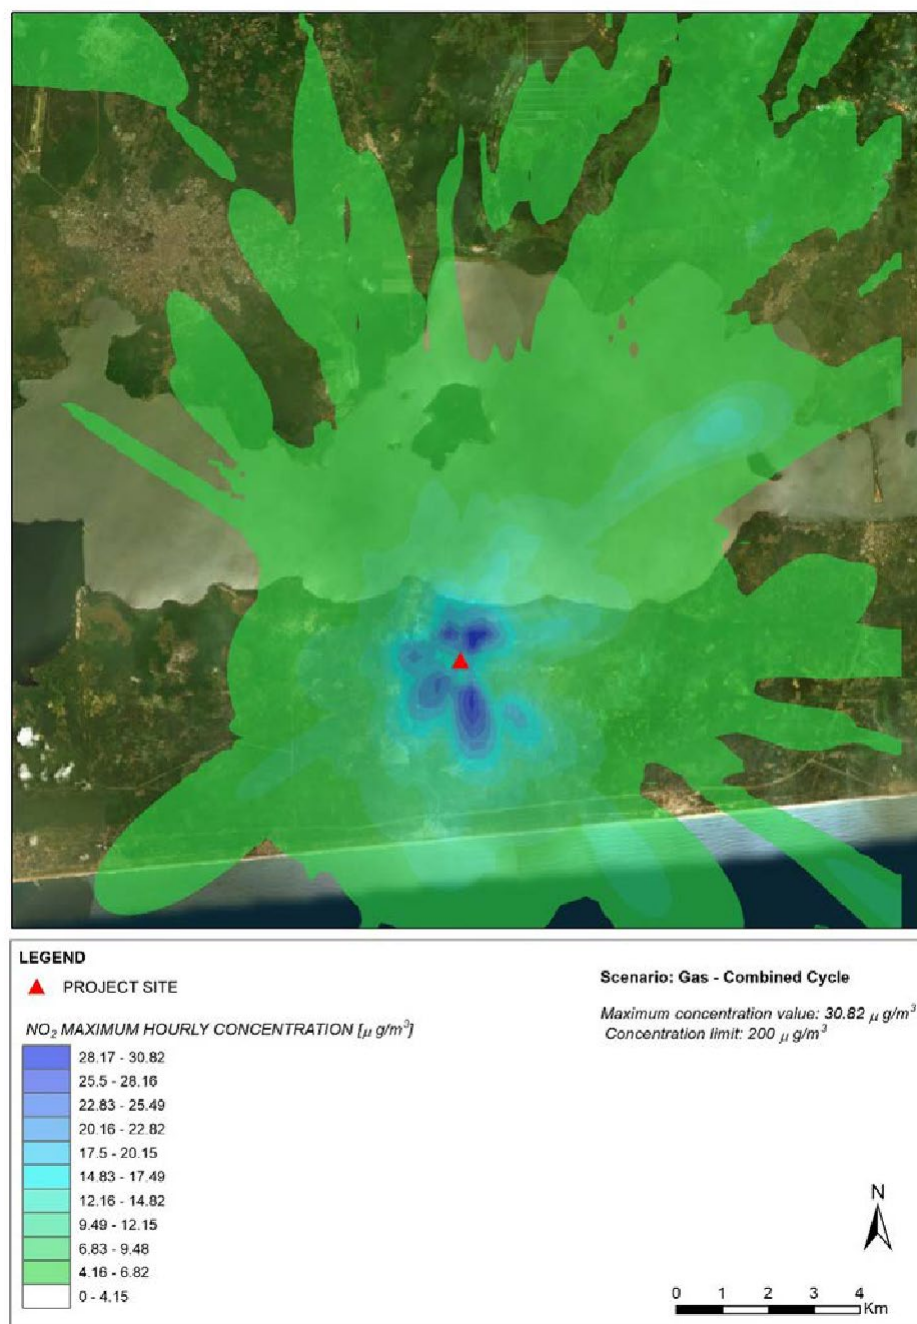 LEGEND
PROJECT SITE
NO₂ MAXIMUM HOURLY CONCENTRATION [μ g/m³]
28.17 - 30.82
25.5 - 28.16
22.83 - 25.49
20.16 - 22.82
17.5 - 20.15
14.83 - 17.49
12.16 - 14.82
9.49 - 12.15
6.83 - 9.48
4.16 - 6.82
0 - 4.15
Scenario: Gas - Combined Cycle
Maximum concentration value: 30.82 μ g/m³
Concentration limit: 200 μ g/m³
N
0 1 2 3 4
Km